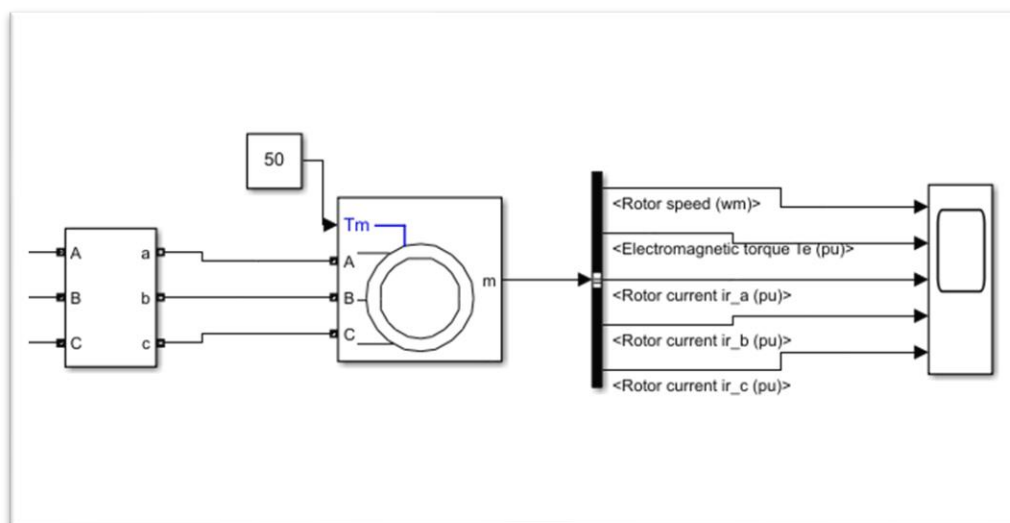 50
Tm
A
B
C
a
b
c
A
B
C
m
<Rotor speed (wm)>
<Electromagnetic torque Te (pu)>
<Rotor current ir_a (pu)>
<Rotor current ir_b (pu)>
<Rotor current ir_c (pu)>